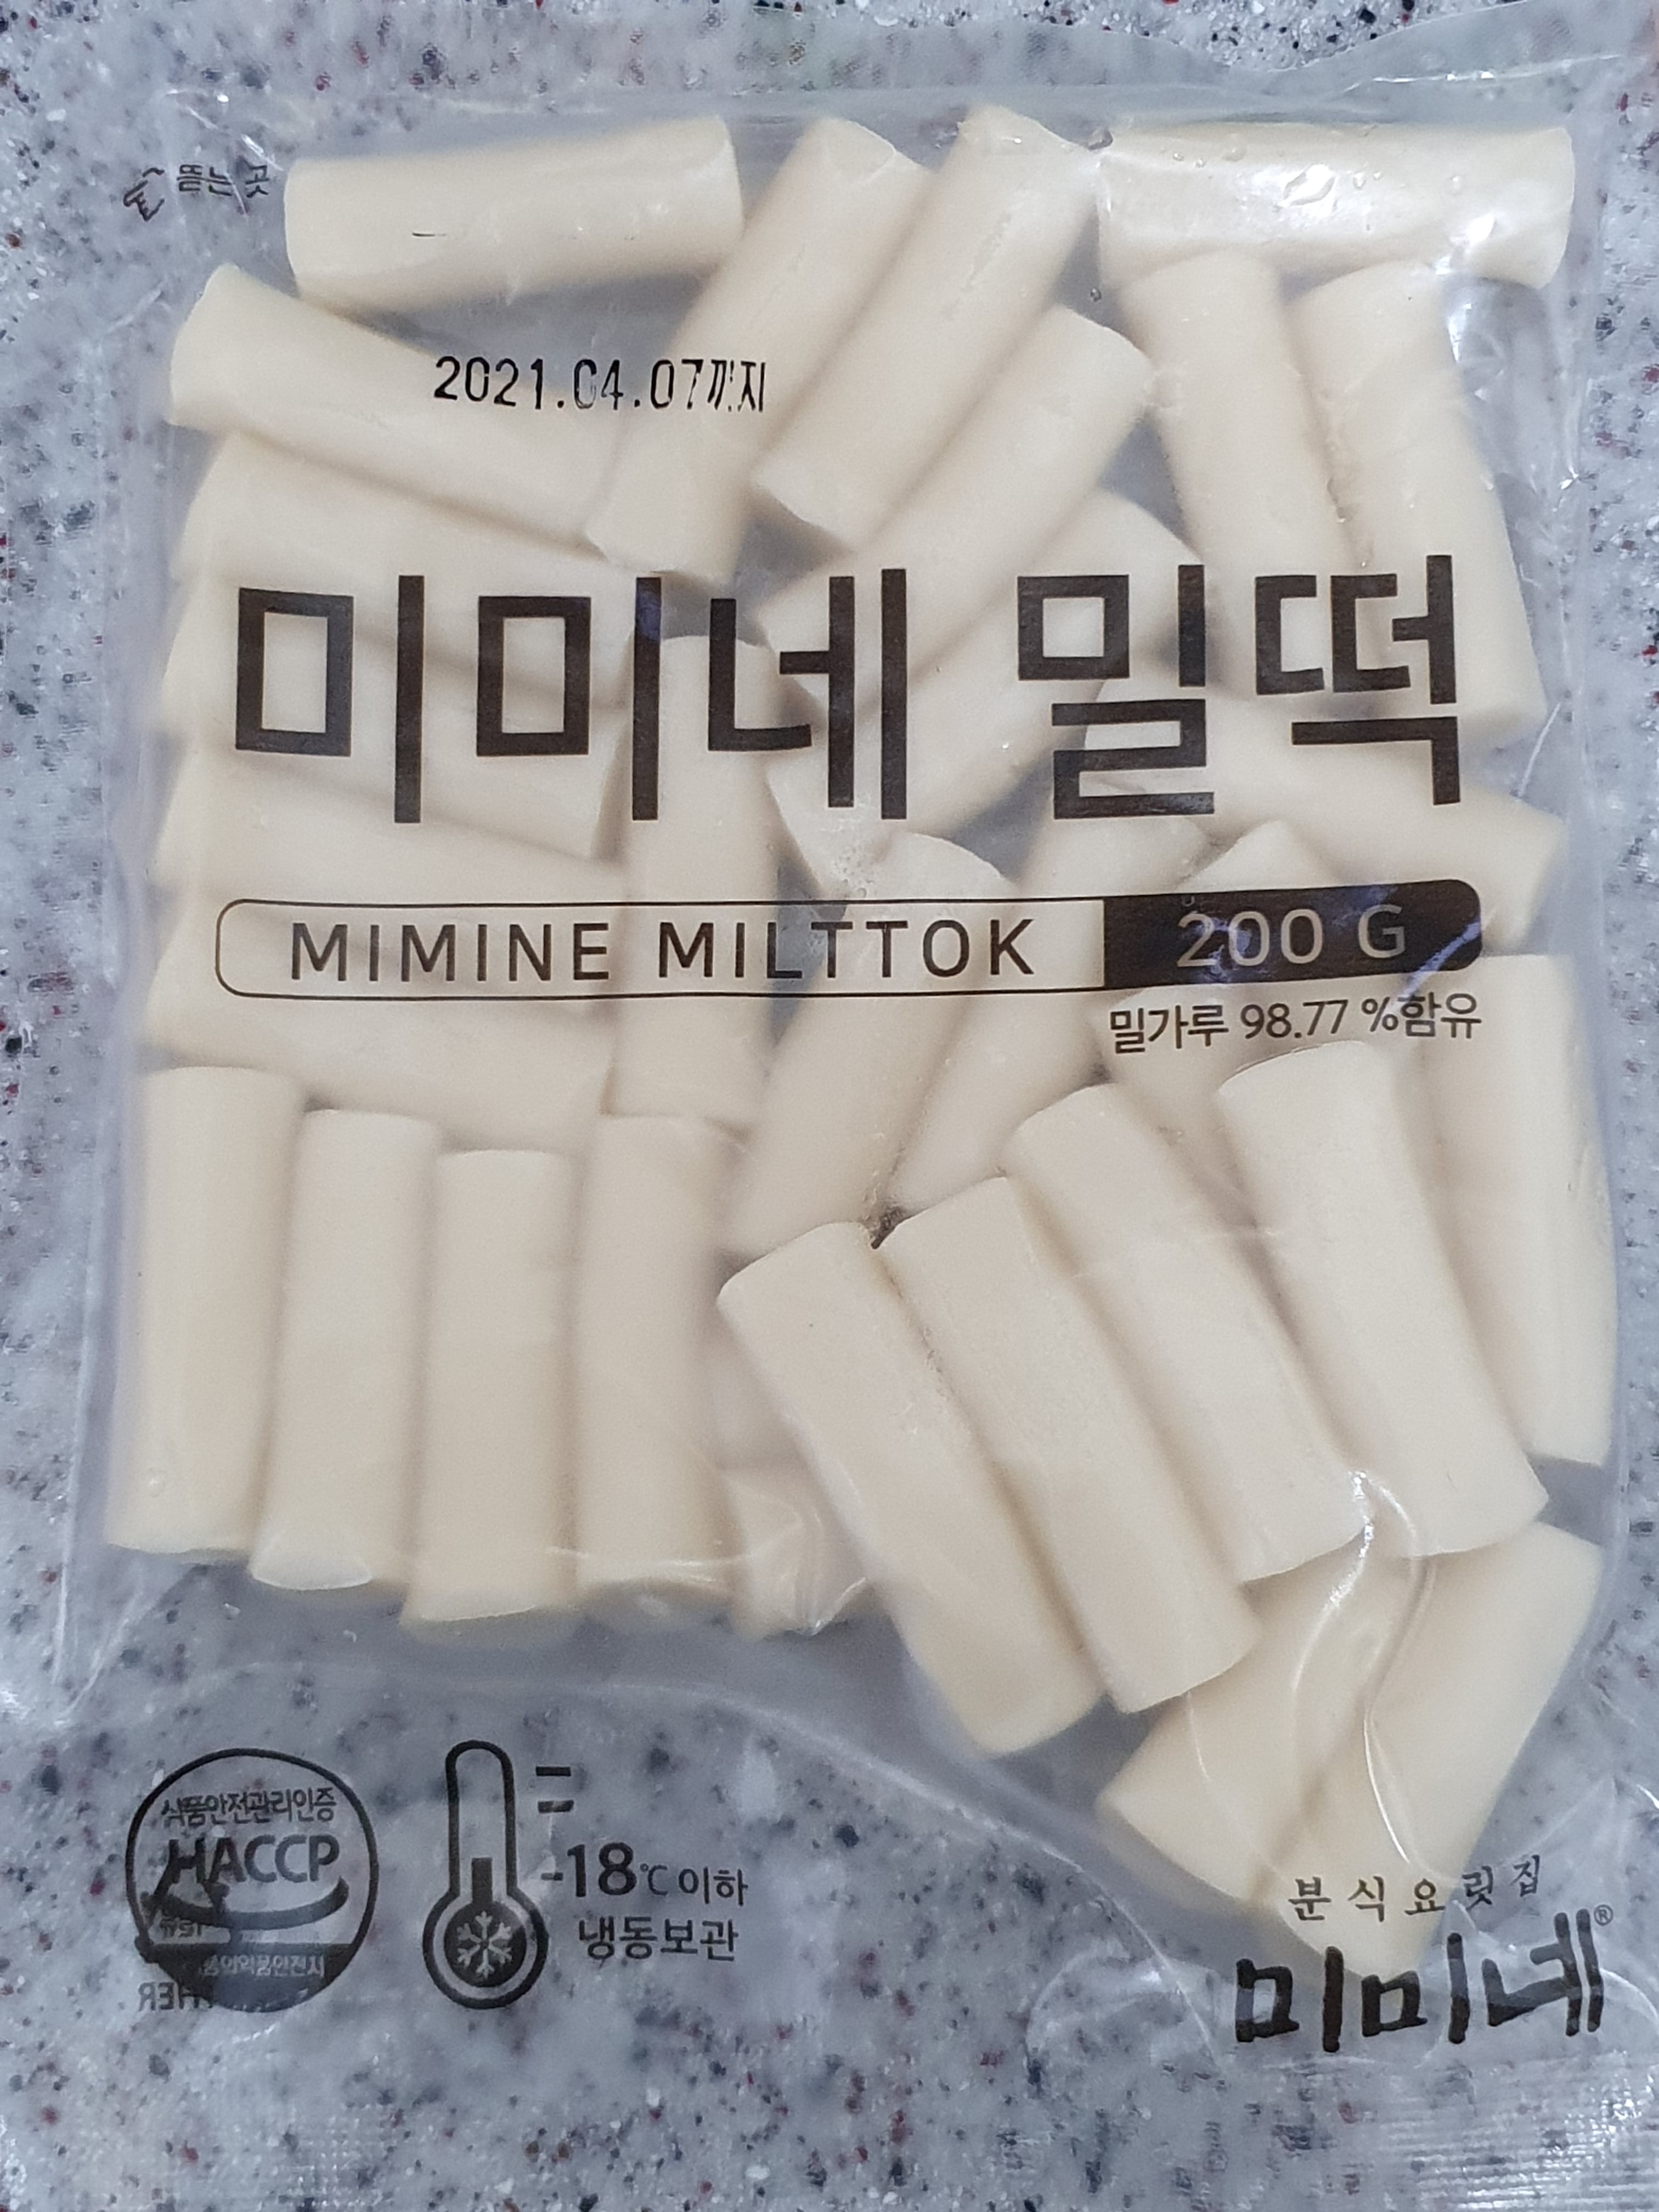 뜯는곳
2021.04.07까지
미미네 밀떡
MIMINE MILTTOK 200 G
밀가루 98.77 %함유
식품안전관리인증
HACCP
-18℃이하
냉동보관
분식요릿집
미미네®